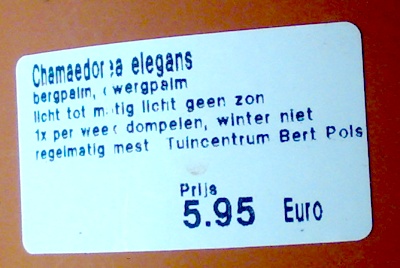 Chamaedorea elegans
bergpalm, dwergpalm
licht tot matig licht geen zon
1x per week dompelen, winter niet
regelmatig mest Tuincentrum Bert Pols
Prijs
5.95 Euro